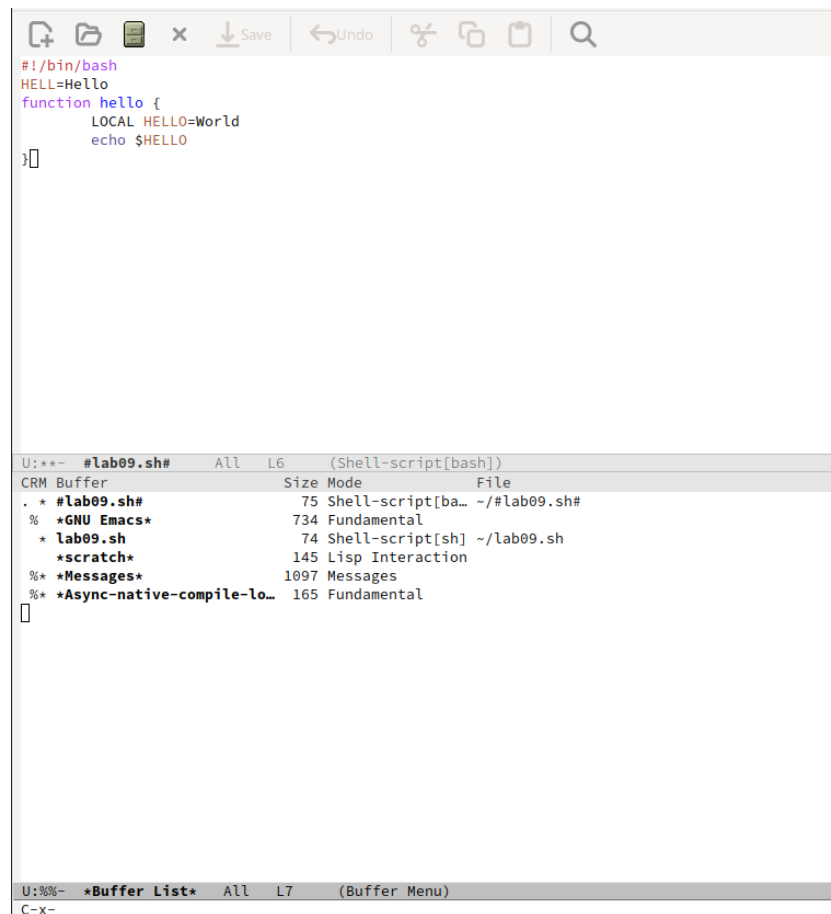 Save Undo
#!/bin/bash
HELL=Hello
function hello {
        LOCAL HELLO=World
        echo $HELLO
}
U:**-  #lab09.sh#     All   L6     (Shell-script[bash])
CRM Buffer                Size Mode             File
. * #lab09.sh#              75 Shell-script[ba… ~/#lab09.sh#
 %  *GNU Emacs*            734 Fundamental
  * lab09.sh                74 Shell-script[sh] ~/lab09.sh
    *scratch*              145 Lisp Interaction
 %* *Messages*            1097 Messages
 %* *Async-native-compile-lo…  165 Fundamental
U:%%-  *Buffer List*   All   L7     (Buffer Menu)
C-x-